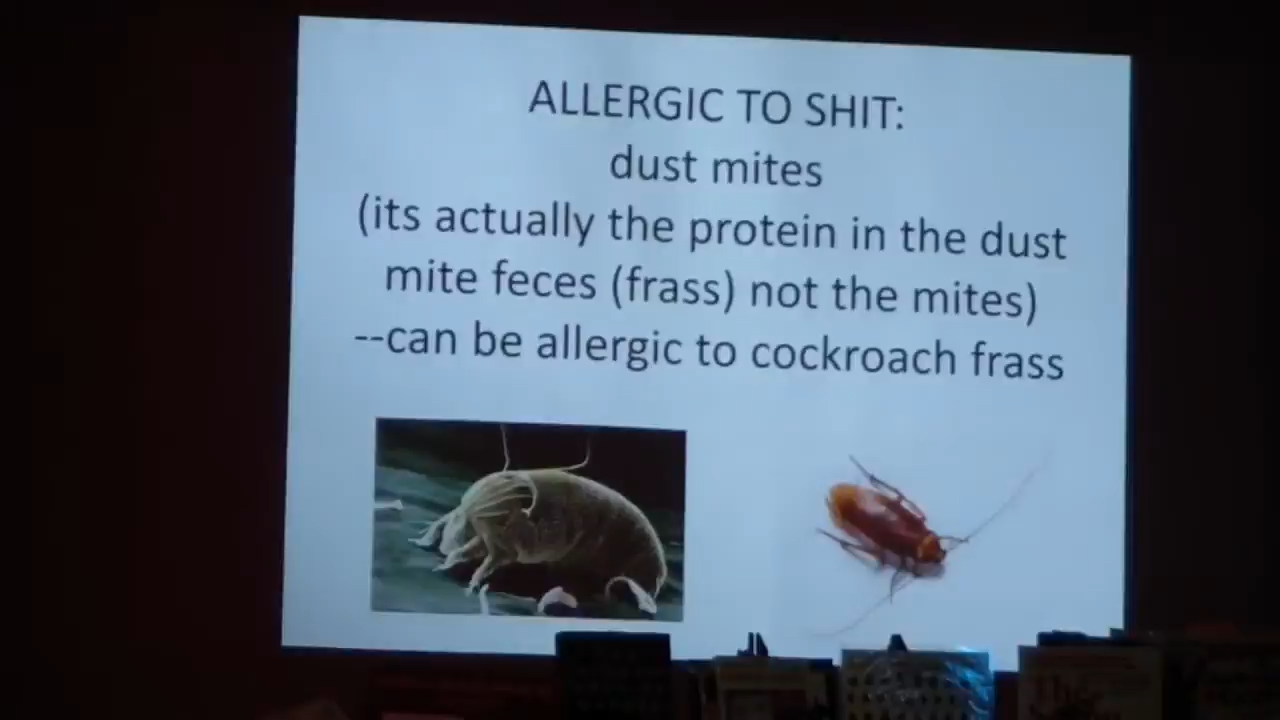 ALLERGIC TO SHIT:
dust mites
(its actually the protein in the dust
mite feces (frass) not the mites)
--can be allergic to cockroach frass